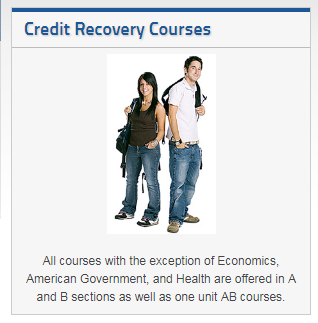 Credit Recovery Courses
All courses with the exception of Economics,
American Government, and Health are offered in A
and B sections as well as one unit AB courses.